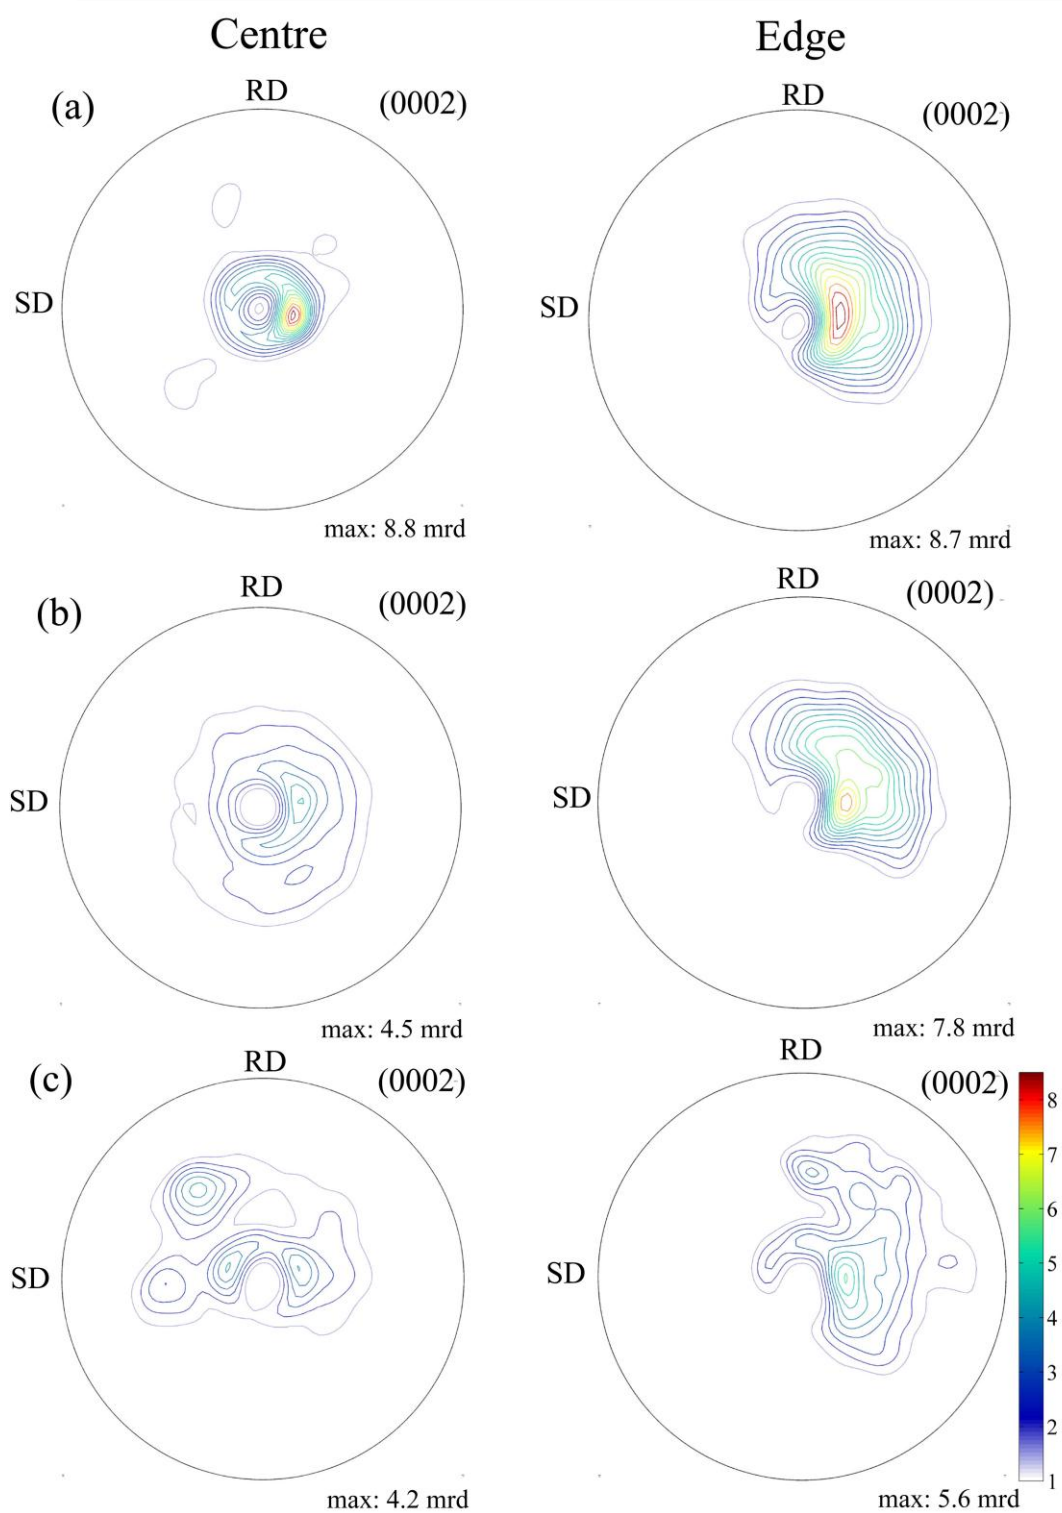 Centre Edge
(a) RD (0002) RD (0002)
SD SD
max: 8.8 mrd max: 8.7 mrd
(b) RD (0002) RD (0002)
SD SD
max: 4.5 mrd max: 7.8 mrd
(c) RD (0002) RD (0002)
SD SD
8
7
6
5
4
3
2
1
max: 4.2 mrd max: 5.6 mrd